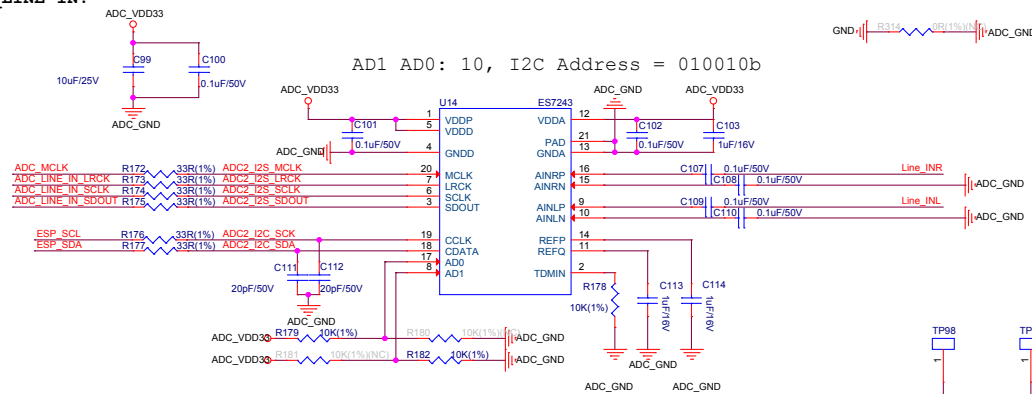 LINE IN:
ADC_VDD33
C99
10uF/25V
C100
0.1uF/50V
ADC_GND
GND
R314
0R(1%)(NC)
ADC_GND
AD1 AD0: 10, I2C Address = 010010b
ADC_VDD33
C101
0.1uF/50V
ADC_GND
U14
ES7243
1
VDDP
5
VDDD
4
GNDD
20
MCLK
7
LRCK
6
SCLK
3
SDOUT
19
CCLK
18
CDATA
17
AD0
8
AD1
VDDA
12
PAD
21
GNDA
13
AINRP
16
AINRN
15
AINLP
9
AINLN
10
REFP
14
REFQ
11
TDMIN
2
ADC_GND
ADC_VDD33
C102
0.1uF/50V
C103
1uF/16V
ADC_MCLK
R172
33R(1%)
ADC2_I2S_MCLK
ADC_LINE_IN_LRCK
R173
33R(1%)
ADC2_I2S_LRCK
ADC_LINE_IN_SCLK
R174
33R(1%)
ADC2_I2S_SCLK
ADC_LINE_IN_SDOUT
R175
33R(1%)
ADC2_I2S_SDOUT
C107
0.1uF/50V
Line_INR
C108
0.1uF/50V
ADC_GND
C109
0.1uF/50V
Line_INL
C110
0.1uF/50V
ADC_GND
ESP_SCL
R176
33R(1%)
ADC2_I2C_SCK
ESP_SDA
R177
33R(1%)
ADC2_I2C_SDA
C111
20pF/50V
C112
20pF/50V
ADC_GND
R178
10K(1%)
C113
1uF/16V
C114
1uF/16V
ADC_GND
ADC_GND
ADC_GND
ADC_VDD33
R179
10K(1%)
R180
10K(1%)(NC)
ADC_GND
ADC_VDD33
R181
10K(1%)(NC)
R182
10K(1%)
ADC_GND
TP98
1
TP
1